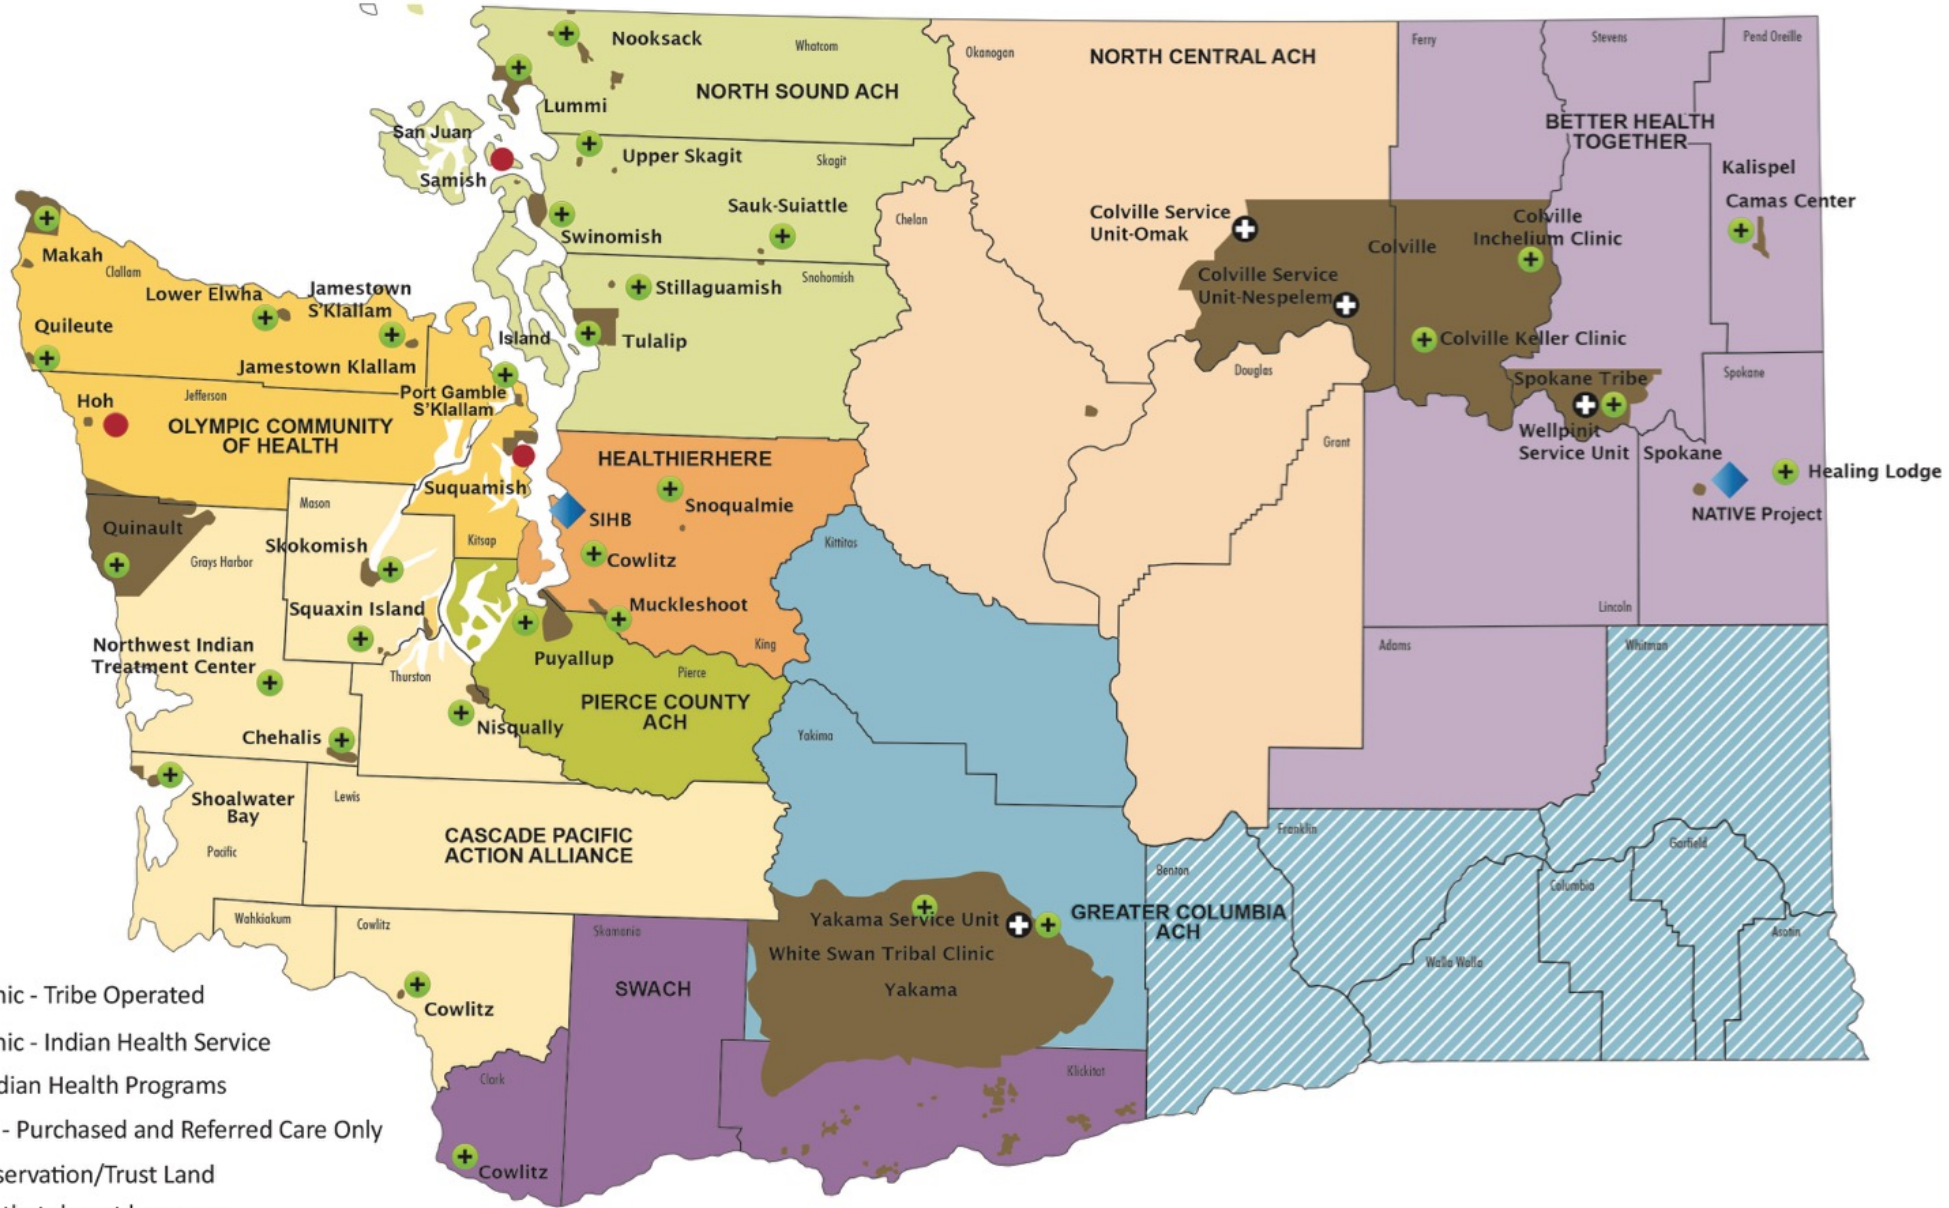 Nooksack
Whatcom
NORTH SOUND ACH
Lummi
San Juan
Samish
Upper Skagit
Skagit
Sauk-Suiattle
Swinomish
Stillaguamish
Snohomish
Island
Tulalip
Okanogan
NORTH CENTRAL ACH
Chelan
Colville Service
Unit-Omak
Colville Service
Unit-Nespelem
Colville
Colville
Inchelium Clinic
Colville Keller Clinic
Douglas
Grant
Ferry
Stevens
Pend Oreille
BETTER HEALTH
TOGETHER
Kalispel
Camas Center
Spokane Tribe
Wellpinit
Service Unit
Spokane
Spokane
Healing Lodge
NATIVE Project
Lincoln
Adams
Whitman
Makah
Clallam
Lower Elwha
Jamestown
S'Klallam
Quileute
Jamestown Klallam
Port Gamble
S'Klallam
Hoh
Jefferson
OLYMPIC COMMUNITY
OF HEALTH
Suquamish
Kitsap
HEALTHIERHERE
Snoqualmie
SIHB
Cowlitz
Muckleshoot
King
Quinault
Grays Harbor
Mason
Skokomish
Squaxin Island
Northwest Indian
Treatment Center
Thurston
Chehalis
Nisqually
Puyallup
Pierce
PIERCE COUNTY
ACH
Kittitas
Yakima
Shoalwater
Bay
Pacific
Lewis
CASCADE PACIFIC
ACTION ALLIANCE
Wahkiakum
Cowlitz
Cowlitz
Skamania
SWACH
Clark
Cowlitz
Klickitat
Yakama Service Unit
White Swan Tribal Clinic
Yakama
GREATER COLUMBIA
ACH
Benton
Franklin
Walla Walla
Columbia
Garfield
Asotin
nic - Tribe Operated
nic - Indian Health Service
dian Health Programs
- Purchased and Referred Care Only
servation/Trust Land